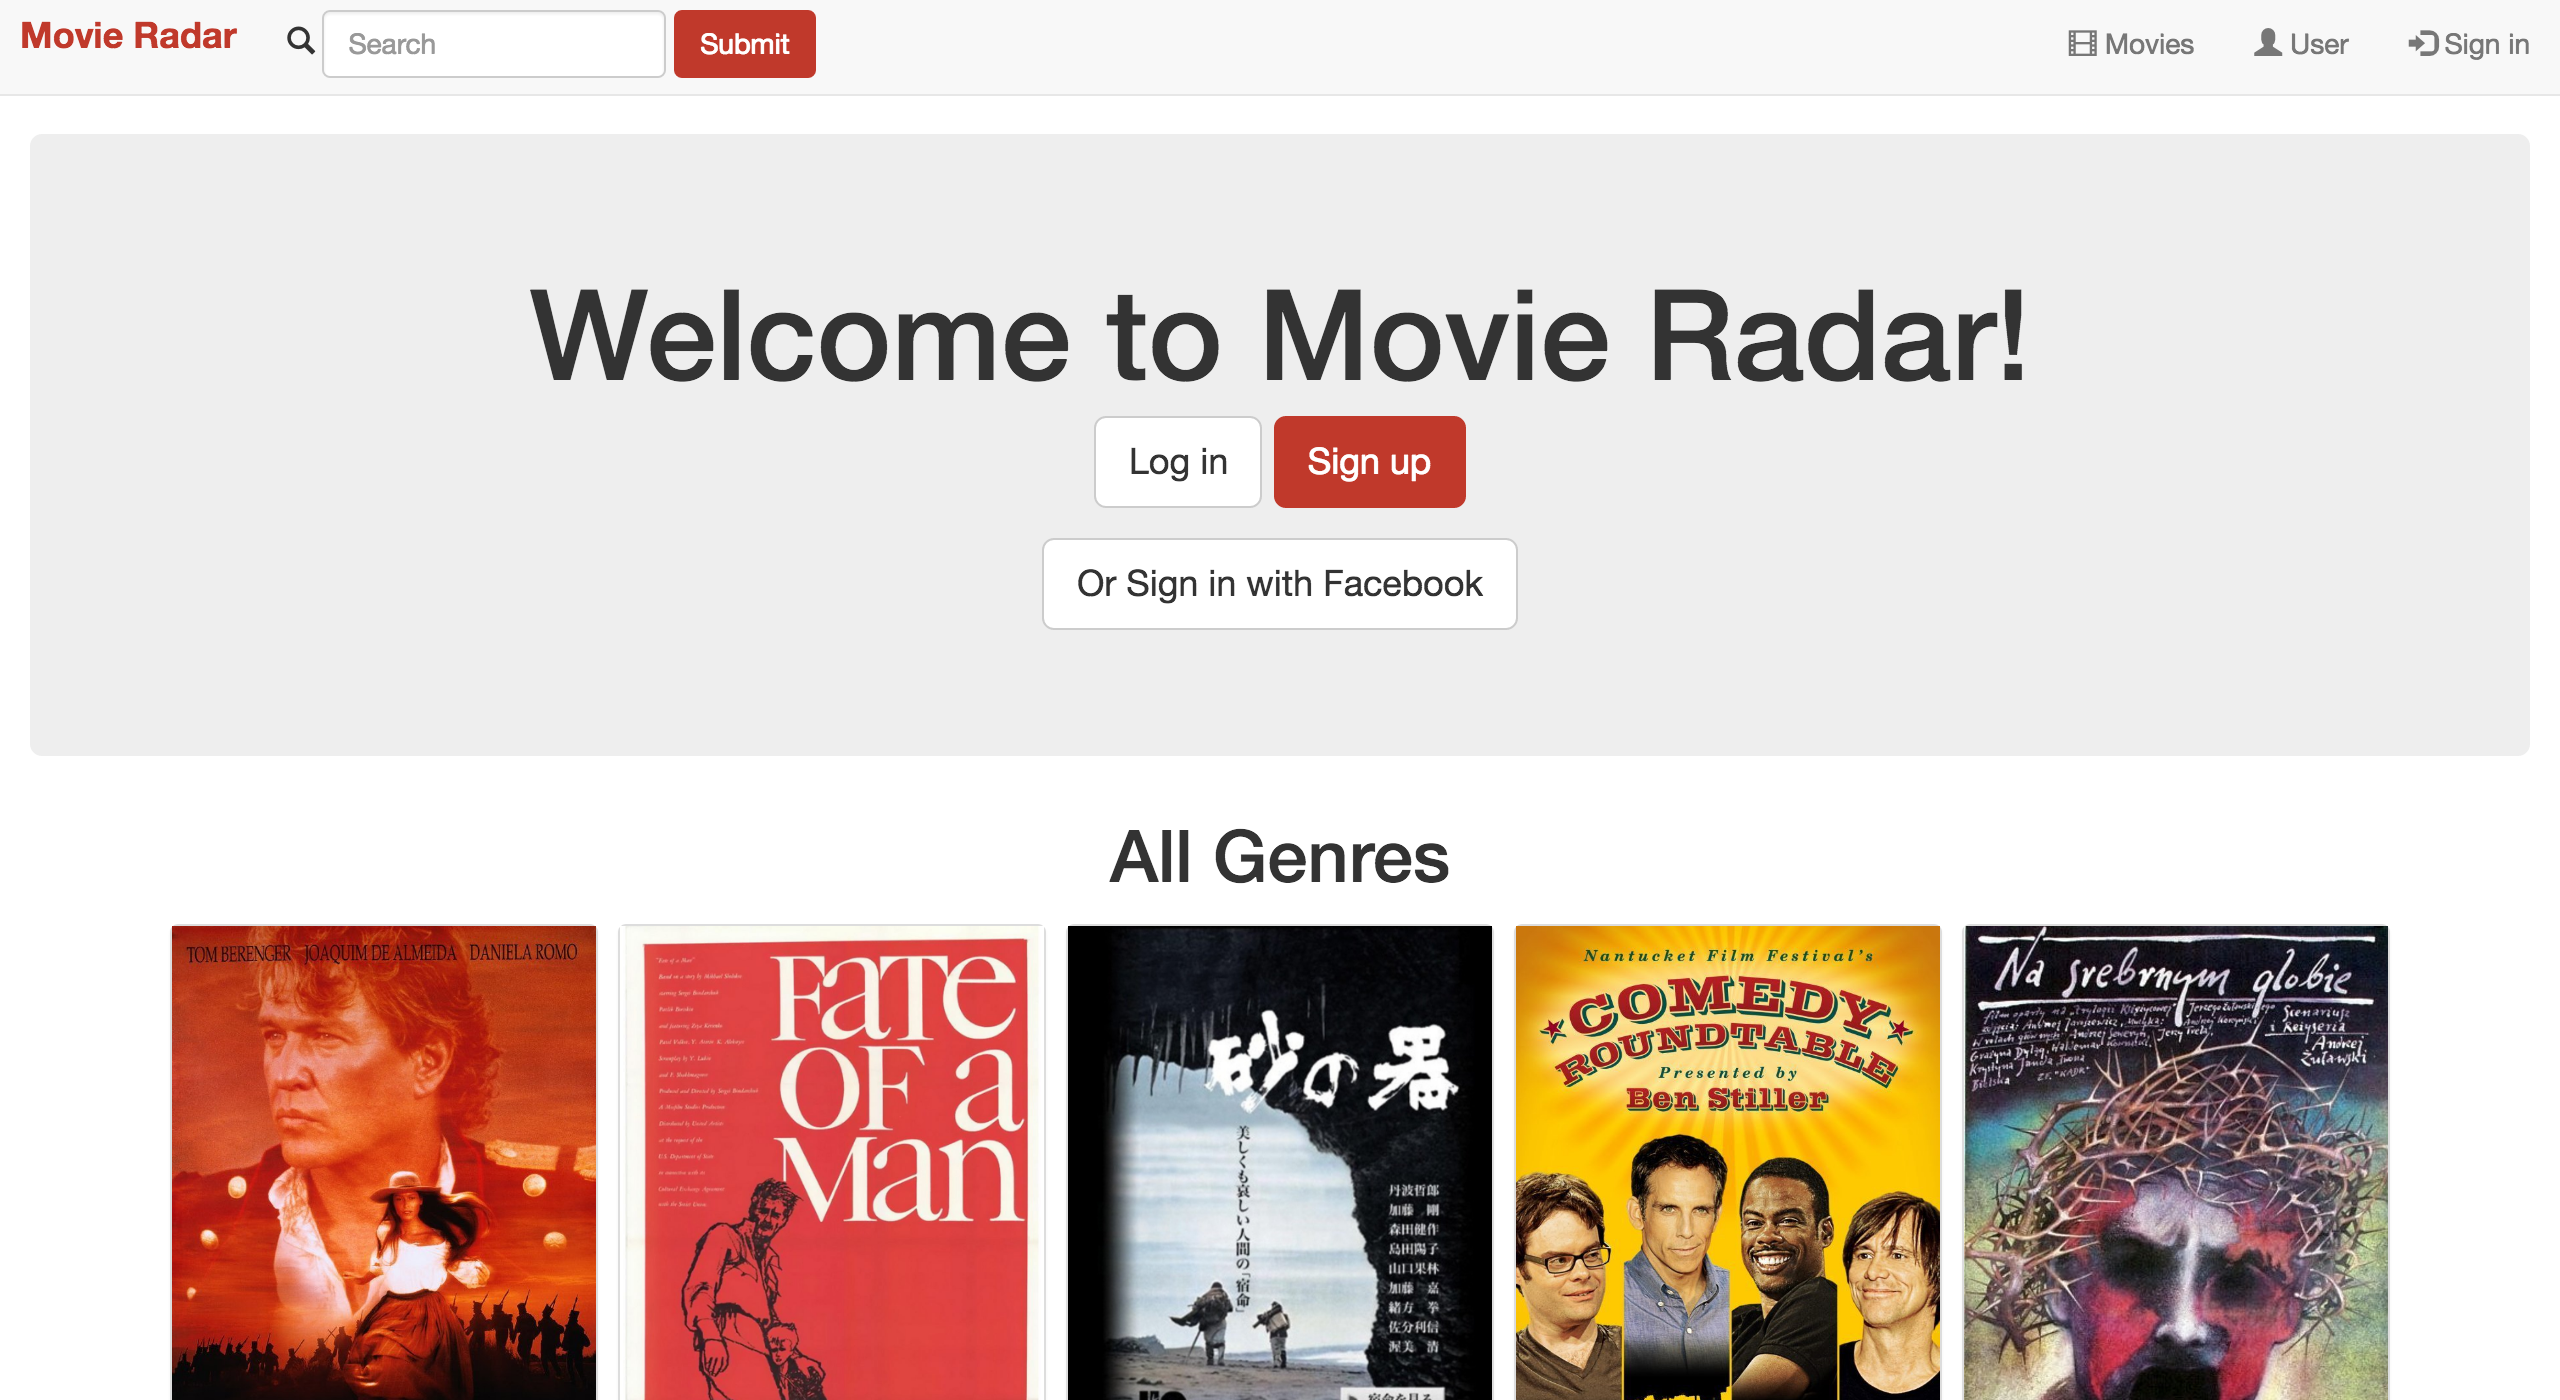 Movie Radar
Search
Submit
Movies
User
Sign in
Welcome to Movie Radar!
Log in
Sign up
Or Sign in with Facebook
All Genres
TOM BERENGER JOAQUIM DE ALMEIDA DANIELA ROMO
FaTe
OF a
Man
砂の器
美しくも哀しい人間の「宿命」
丹波哲郎
加藤 剛
森田健作
島田陽子
山口果林
加藤 嘉
緒方 拳
佐分利信
渥美 清
Nantucket Film Festival's
COMEDY
ROUNDTABLE
Presented by
Ben Stiller
Na srebrnym globie
Scenariusz
i Reżyseria
Andrzej
Żuławski